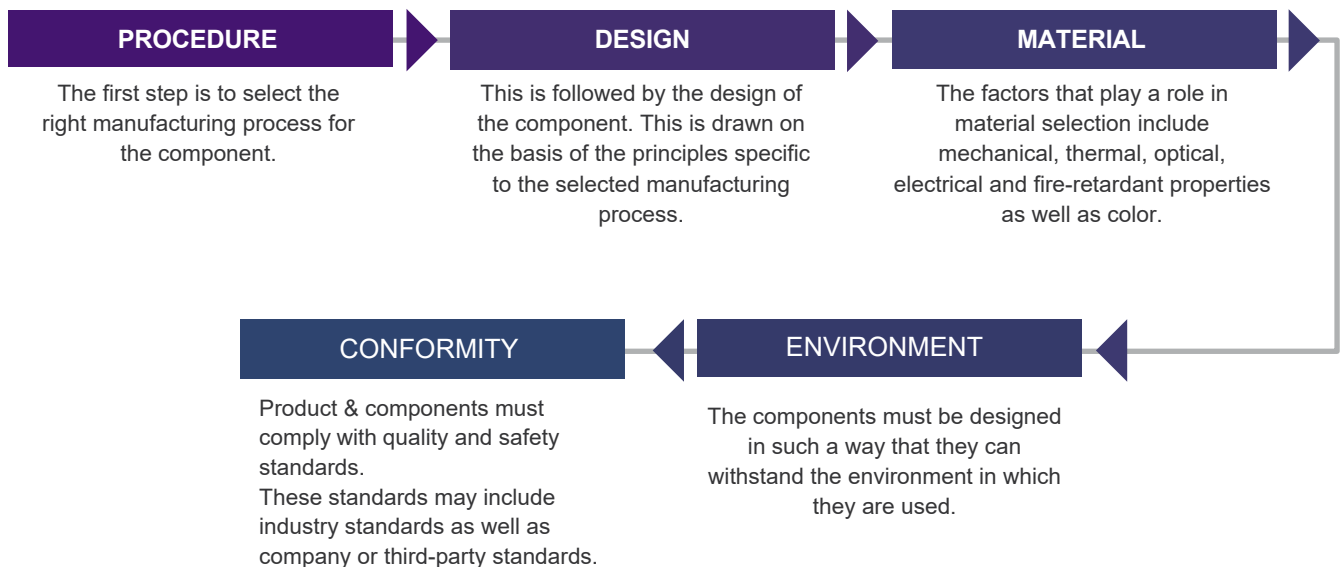 PROCEDURE
The first step is to select the
right manufacturing process for
the component.
DESIGN
This is followed by the design of
the component. This is drawn on
the basis of the principles specific
to the selected manufacturing
process.
MATERIAL
The factors that play a role in
material selection include
mechanical, thermal, optical,
electrical and fire-retardant properties
as well as color.
ENVIRONMENT
The components must be designed
in such a way that they can
withstand the environment in which
they are used.
CONFORMITY
Product & components must
comply with quality and safety
standards.
These standards may include
industry standards as well as
company or third-party standards.